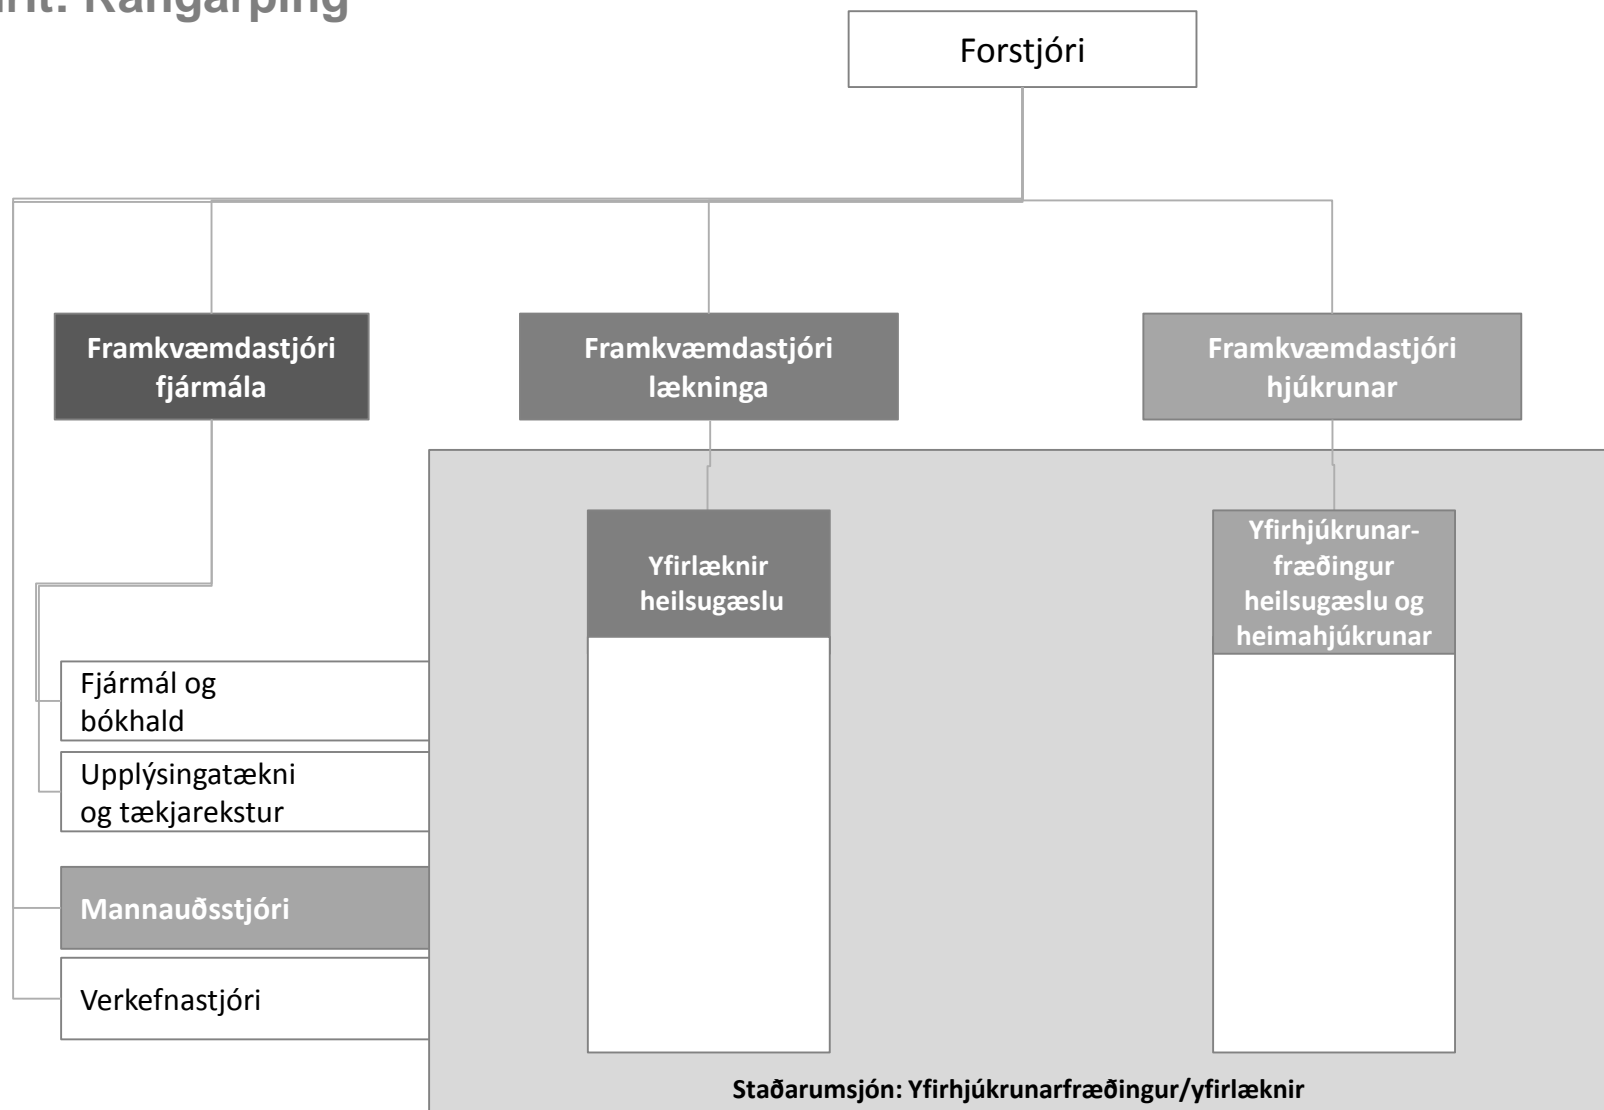 Rangárþing
Forstjóri
Framkvæmdastjóri
fjármála
Framkvæmdastjóri
lækninga
Framkvæmdastjóri
hjúkrunar
Yfirlæknir
heilsugæslu
Yfirhjúkrunar-
fræðingur
heilsugæslu og
heimahjúkrunar
Fjármál og
bókhald
Upplýsingatækni
og tækjarekstur
Mannauðsstjóri
Verkefnastjóri
Staðarumsjón: Yfirhjúkrunarfræðingur/yfirlæknir